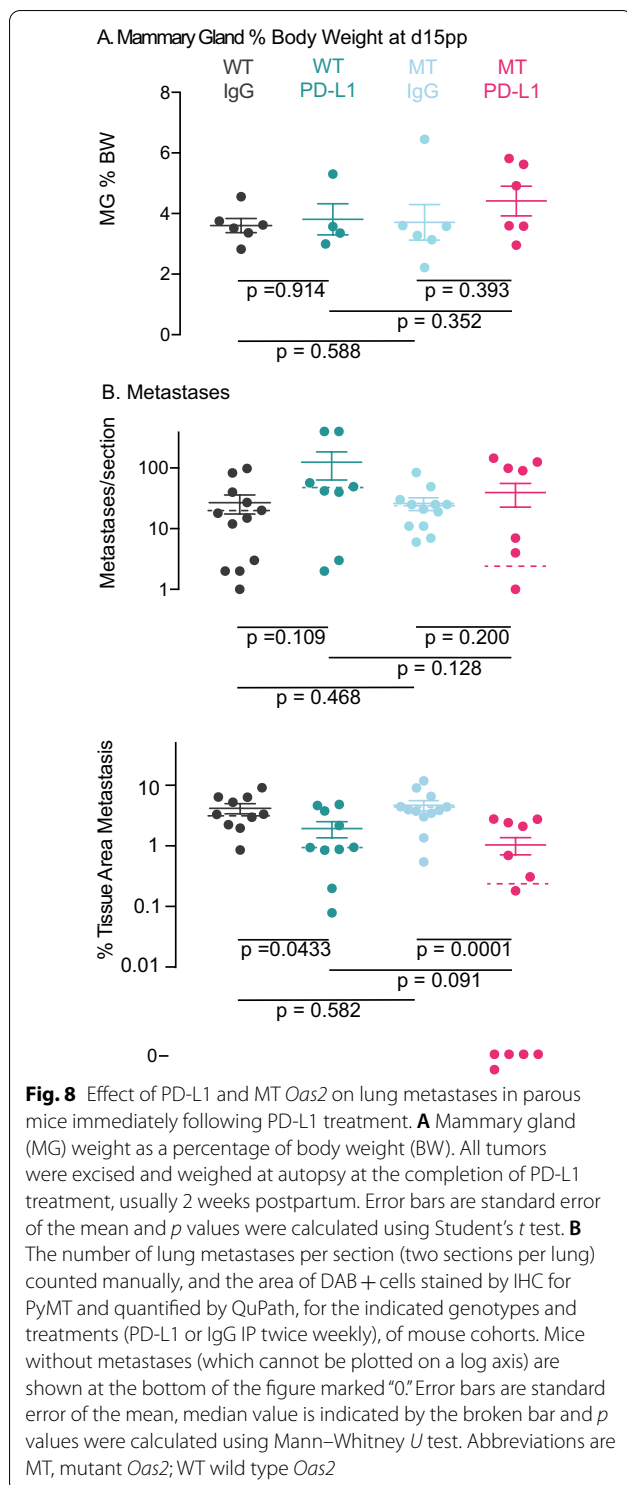 A. Mammary Gland % Body Weight at d15pp
WT WT MT MT
IgG PD-L1 IgG PD-L1
MG % BW
8
6
4
2
0
p =0.914 p =0.393
p = 0.352
p = 0.588
B. Metastases
Metastases/section
100
10
1
p =0.109 p =0.200
p = 0.128
p = 0.468
% Tissue Area Metastasis
10
1
0.1
0.01
0
p =0.0433 p =0.0001
p =0.091
p = 0.582
Fig. 8 Effect of PD-L1 and MT Oas2 on lung metastases in parous
mice immediately following PD-L1 treatment. A Mammary gland
(MG) weight as a percentage of body weight (BW). All tumors
were excised and weighed at autopsy at the completion of PD-L1
treatment, usually 2 weeks postpartum. Error bars are standard error
of the mean and p values were calculated using Student's t test. B
The number of lung metastases per section (two sections per lung)
counted manually, and the area of DAB + cells stained by IHC for
PyMT and quantified by QuPath, for the indicated genotypes and
treatments (PD-L1 or IgG IP twice weekly), of mouse cohorts. Mice
without metastases (which cannot be plotted on a log axis) are
shown at the bottom of the figure marked "0." Error bars are standard
error of the mean, median value is indicated by the broken bar and p
values were calculated using Mann–Whitney U test. Abbreviations are
MT, mutant Oas2; WT wild type Oas2